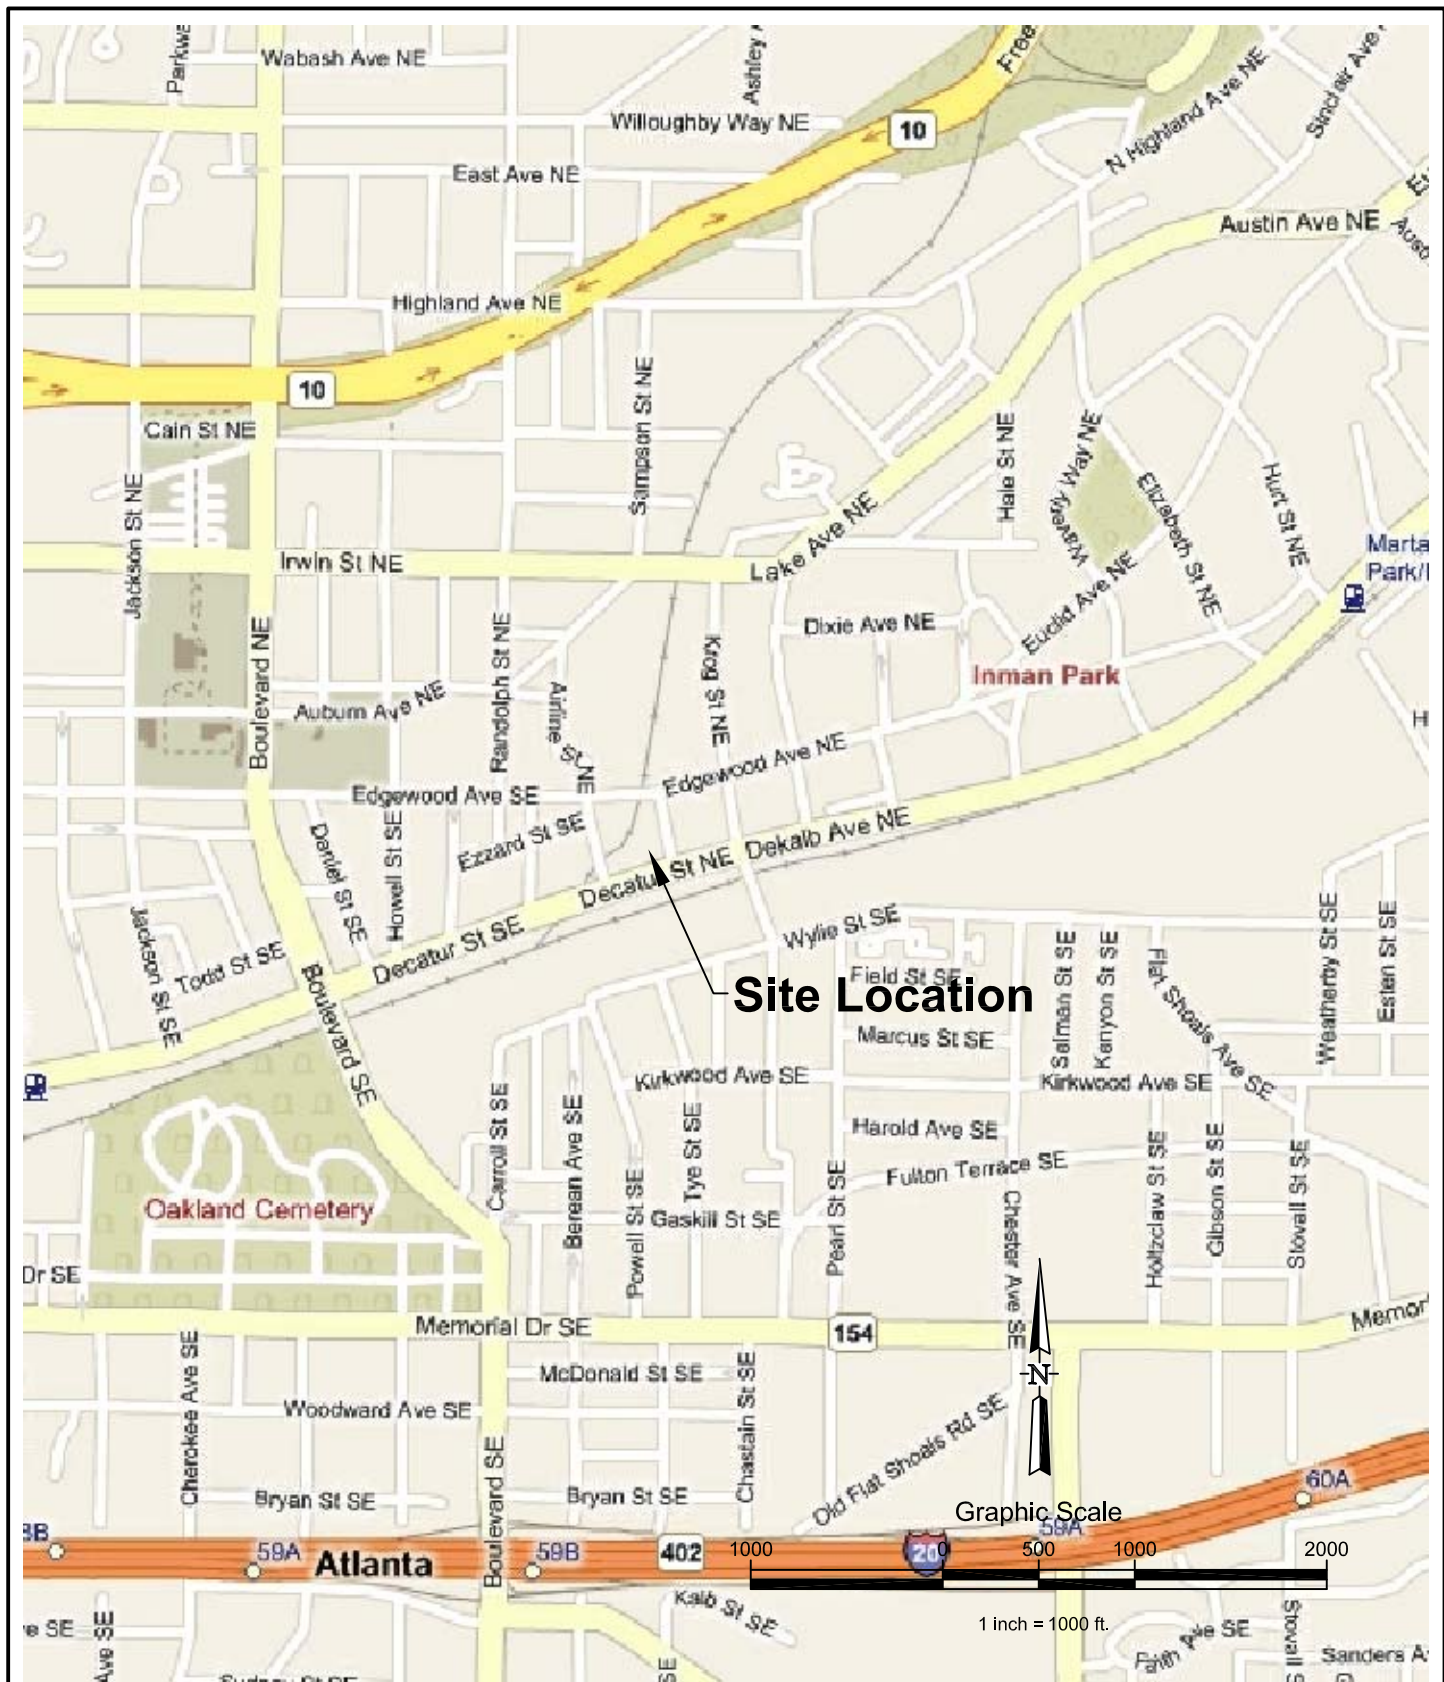 Wabash Ave NE
Willoughby Way NE
10
N Highland Ave NE
East Ave NE
Austin Ave NE
Highland Ave NE
10
Cain St NE
Sampson St NE
Hale St NE
Waverly Way NE
Elizabeth St NE
Hurt St NE
Jackson St NE
Irwin St NE
Lake Ave NE
Marta
Euclid Ave NE
Dixie Ave NE
Boulevard NE
Randolph St NE
Krog St NE
Inman Park
Auburn Ave NE
Airline St NE
Edgewood Ave NE
Edgewood Ave SE
Daniel St SE
Howell St SE
Ezzard St SE
Dekalb Ave NE
Decatur St NE
Decatur St SE
Wylie St SE
Jackson St SE
Todd St SE
Boulevard SE
Field St SE
Site Location
Salman St SE
Kenyon St SE
Flat Shoals Ave SE
Weatherby St SE
Esten St SE
Marcus St SE
Kirkwood Ave SE
Kirkwood Ave SE
Carroll St SE
Berean Ave SE
Powell St SE
Tye St SE
Harold Ave SE
Fulton Terrace SE
Pearl St SE
Chester Ave SE
Holtzclaw St SE
Gibson St SE
Stovall St SE
Oakland Cemetery
Gaskill St SE
Dr SE
Memorial Dr SE
154
N
McDonald St SE
Cherokee Ave SE
Woodward Ave SE
Chastain St SE
Old Flat Shoals Rd SE
Bryan St SE
Boulevard SE
Bryan St SE
60A
Graphic Scale
59A
59A
Atlanta
59B
402
20
1000 0 500 1000 2000
1 inch = 1000 ft.
Kalb St SE
SE
Ave SE
Faith Ave SE
SE